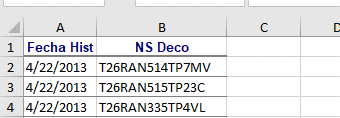 A B C D
1 Fecha Hist NS Deco
2 4/22/2013 T26RAN514TP7MV
3 4/22/2013 T26RAN515TP23C
4 4/22/2013 T26RAN335TP4VL